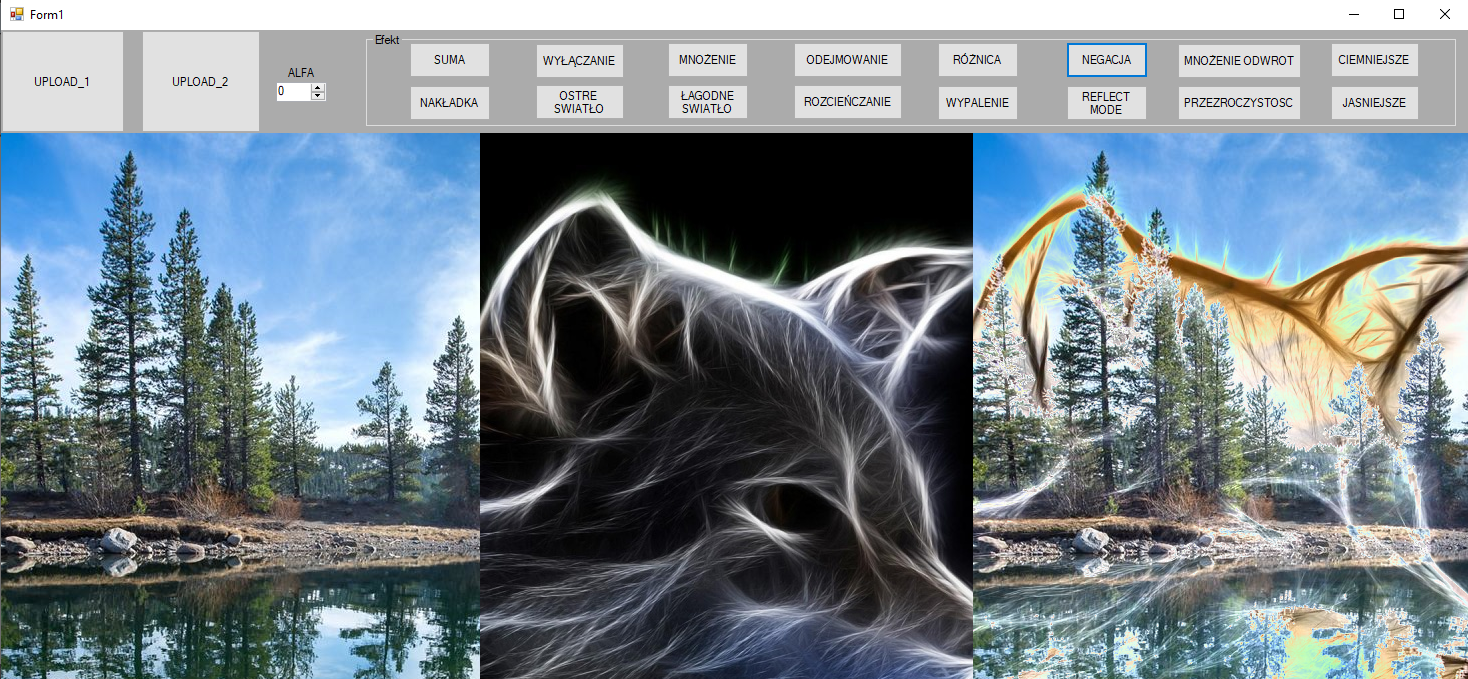 Form1
UPLOAD_1
UPLOAD_2
ALFA
0
Efekt
SUMA
WYŁĄCZANIE
MNOŻENIE
ODEJMOWANIE
RÓŻNICA
NEGACJA
MNOŻENIE ODWROT
CIEMNIEJSZE
NAKŁADKA
OSTRE
SWIATŁO
ŁAGODNE
SWIATŁO
ROZCIEŃCZANIE
WYPALENIE
REFLECT
MODE
PRZEZROCZYSTOSC
JASNIEJSZE